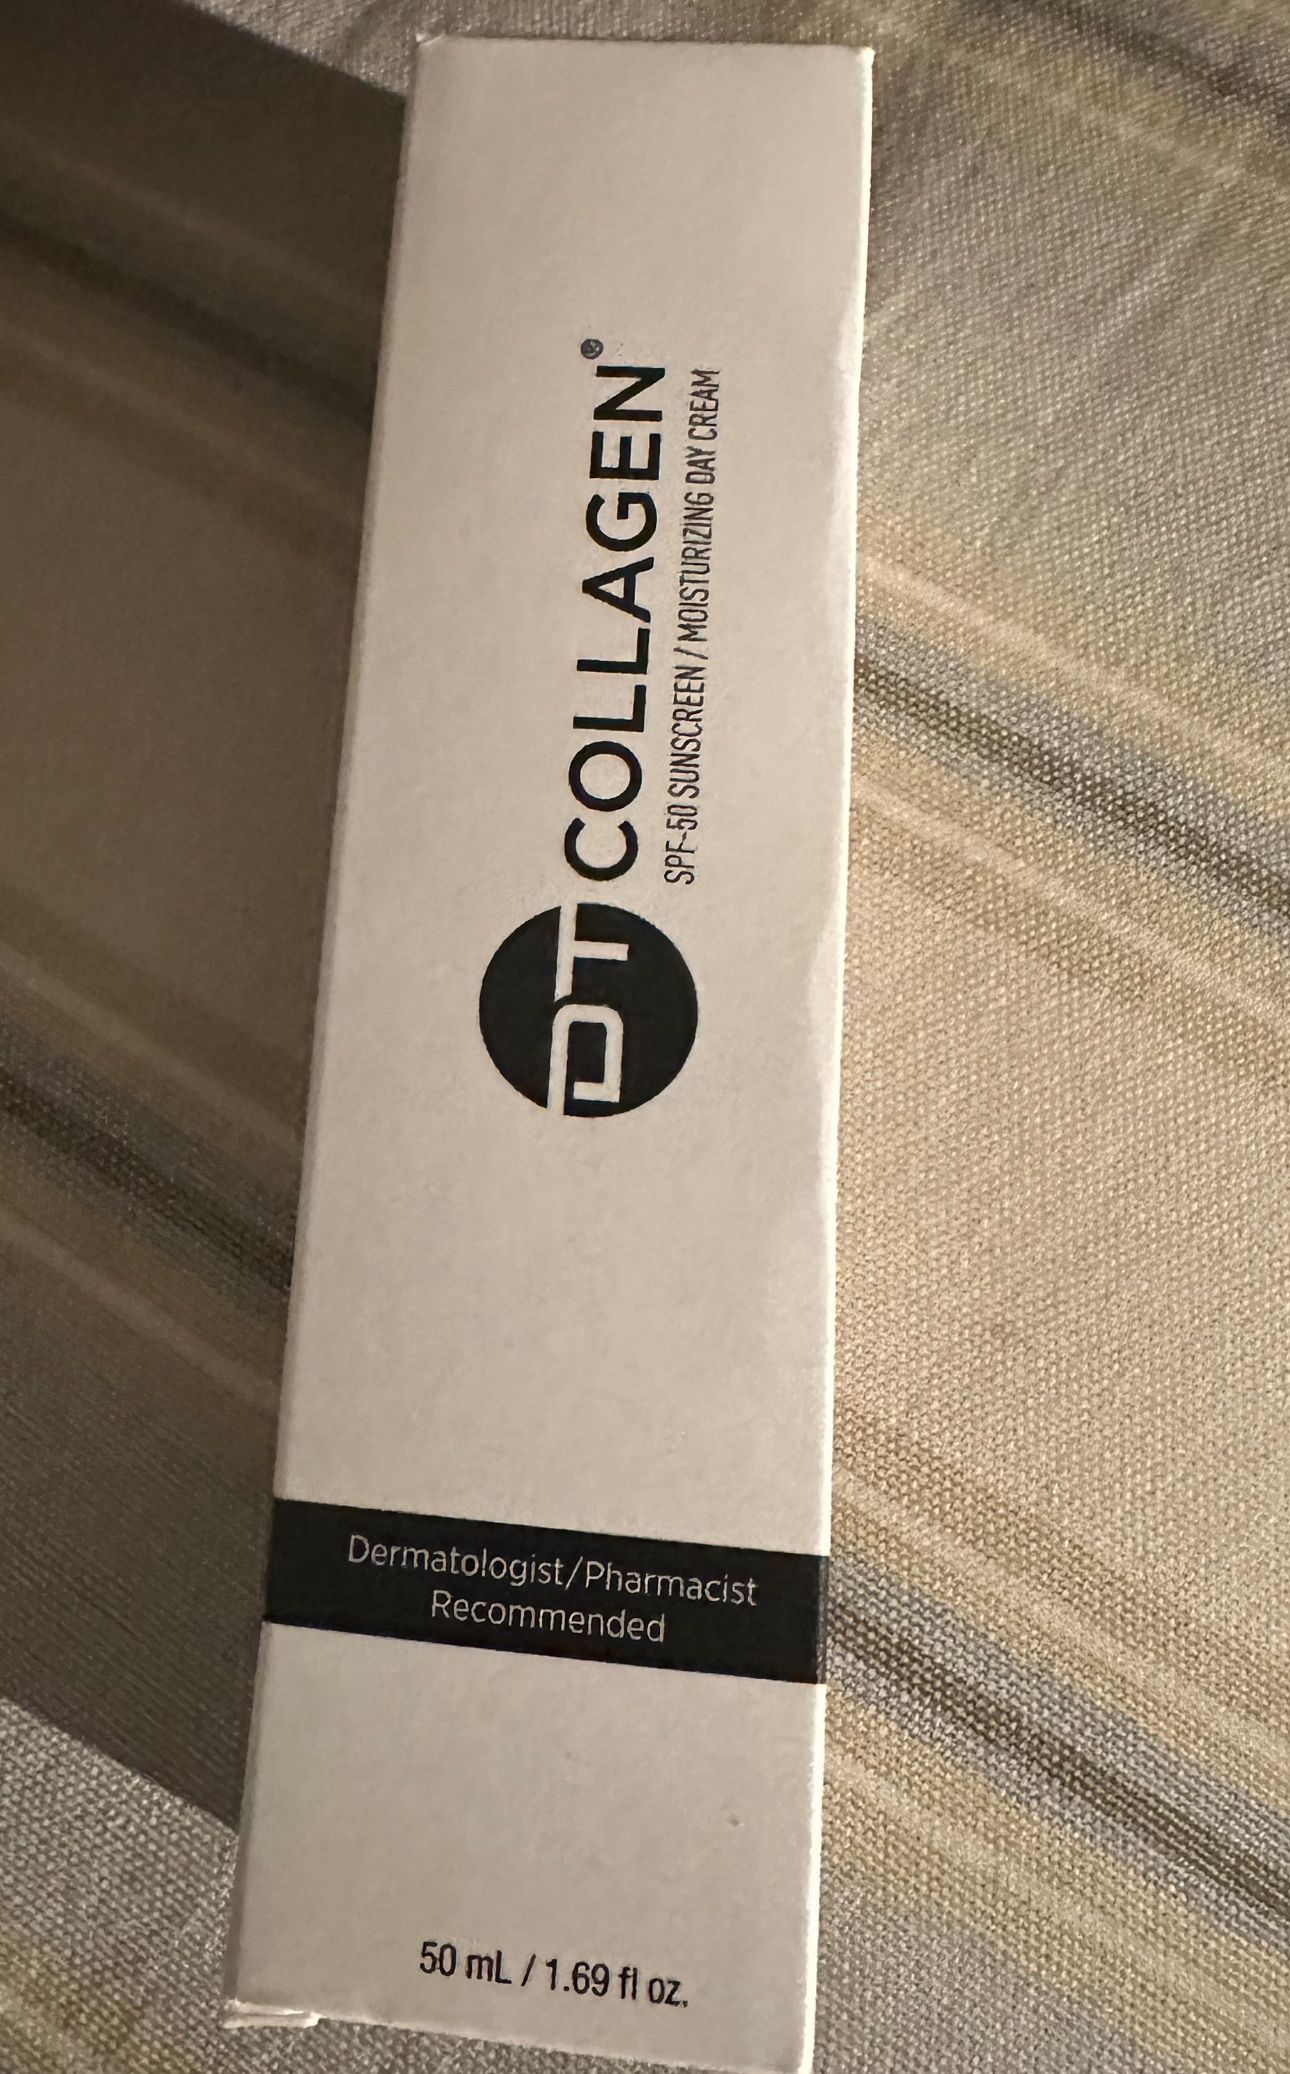 DT COLLAGEN®
SPF-50 SUNSCREEN / MOISTURIZING DAY CREAM
Dermatologist/Pharmacist
Recommended
50 mL / 1.69 fl oz.